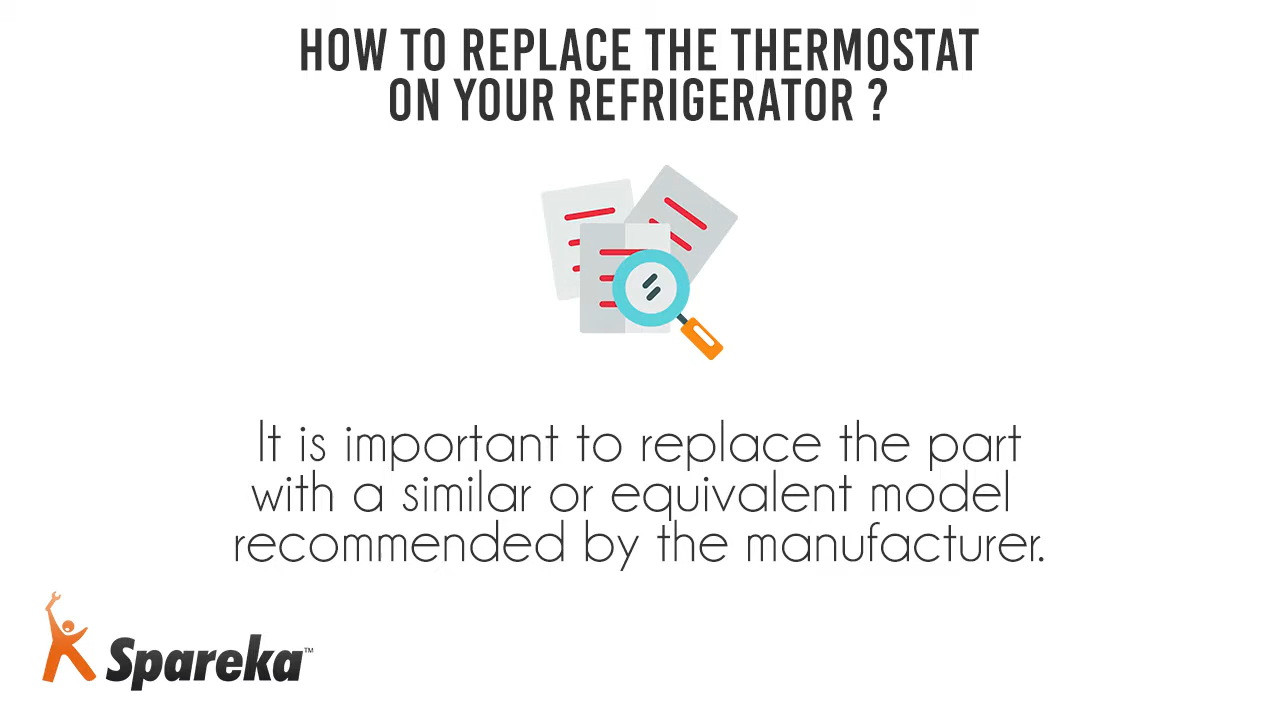 HOW TO REPLACE THE THERMOSTAT
ON YOUR REFRIGERATOR ?
It is important to replace the part
with a similar or equivalent model
recommended by the manufacturer.
Spareka™